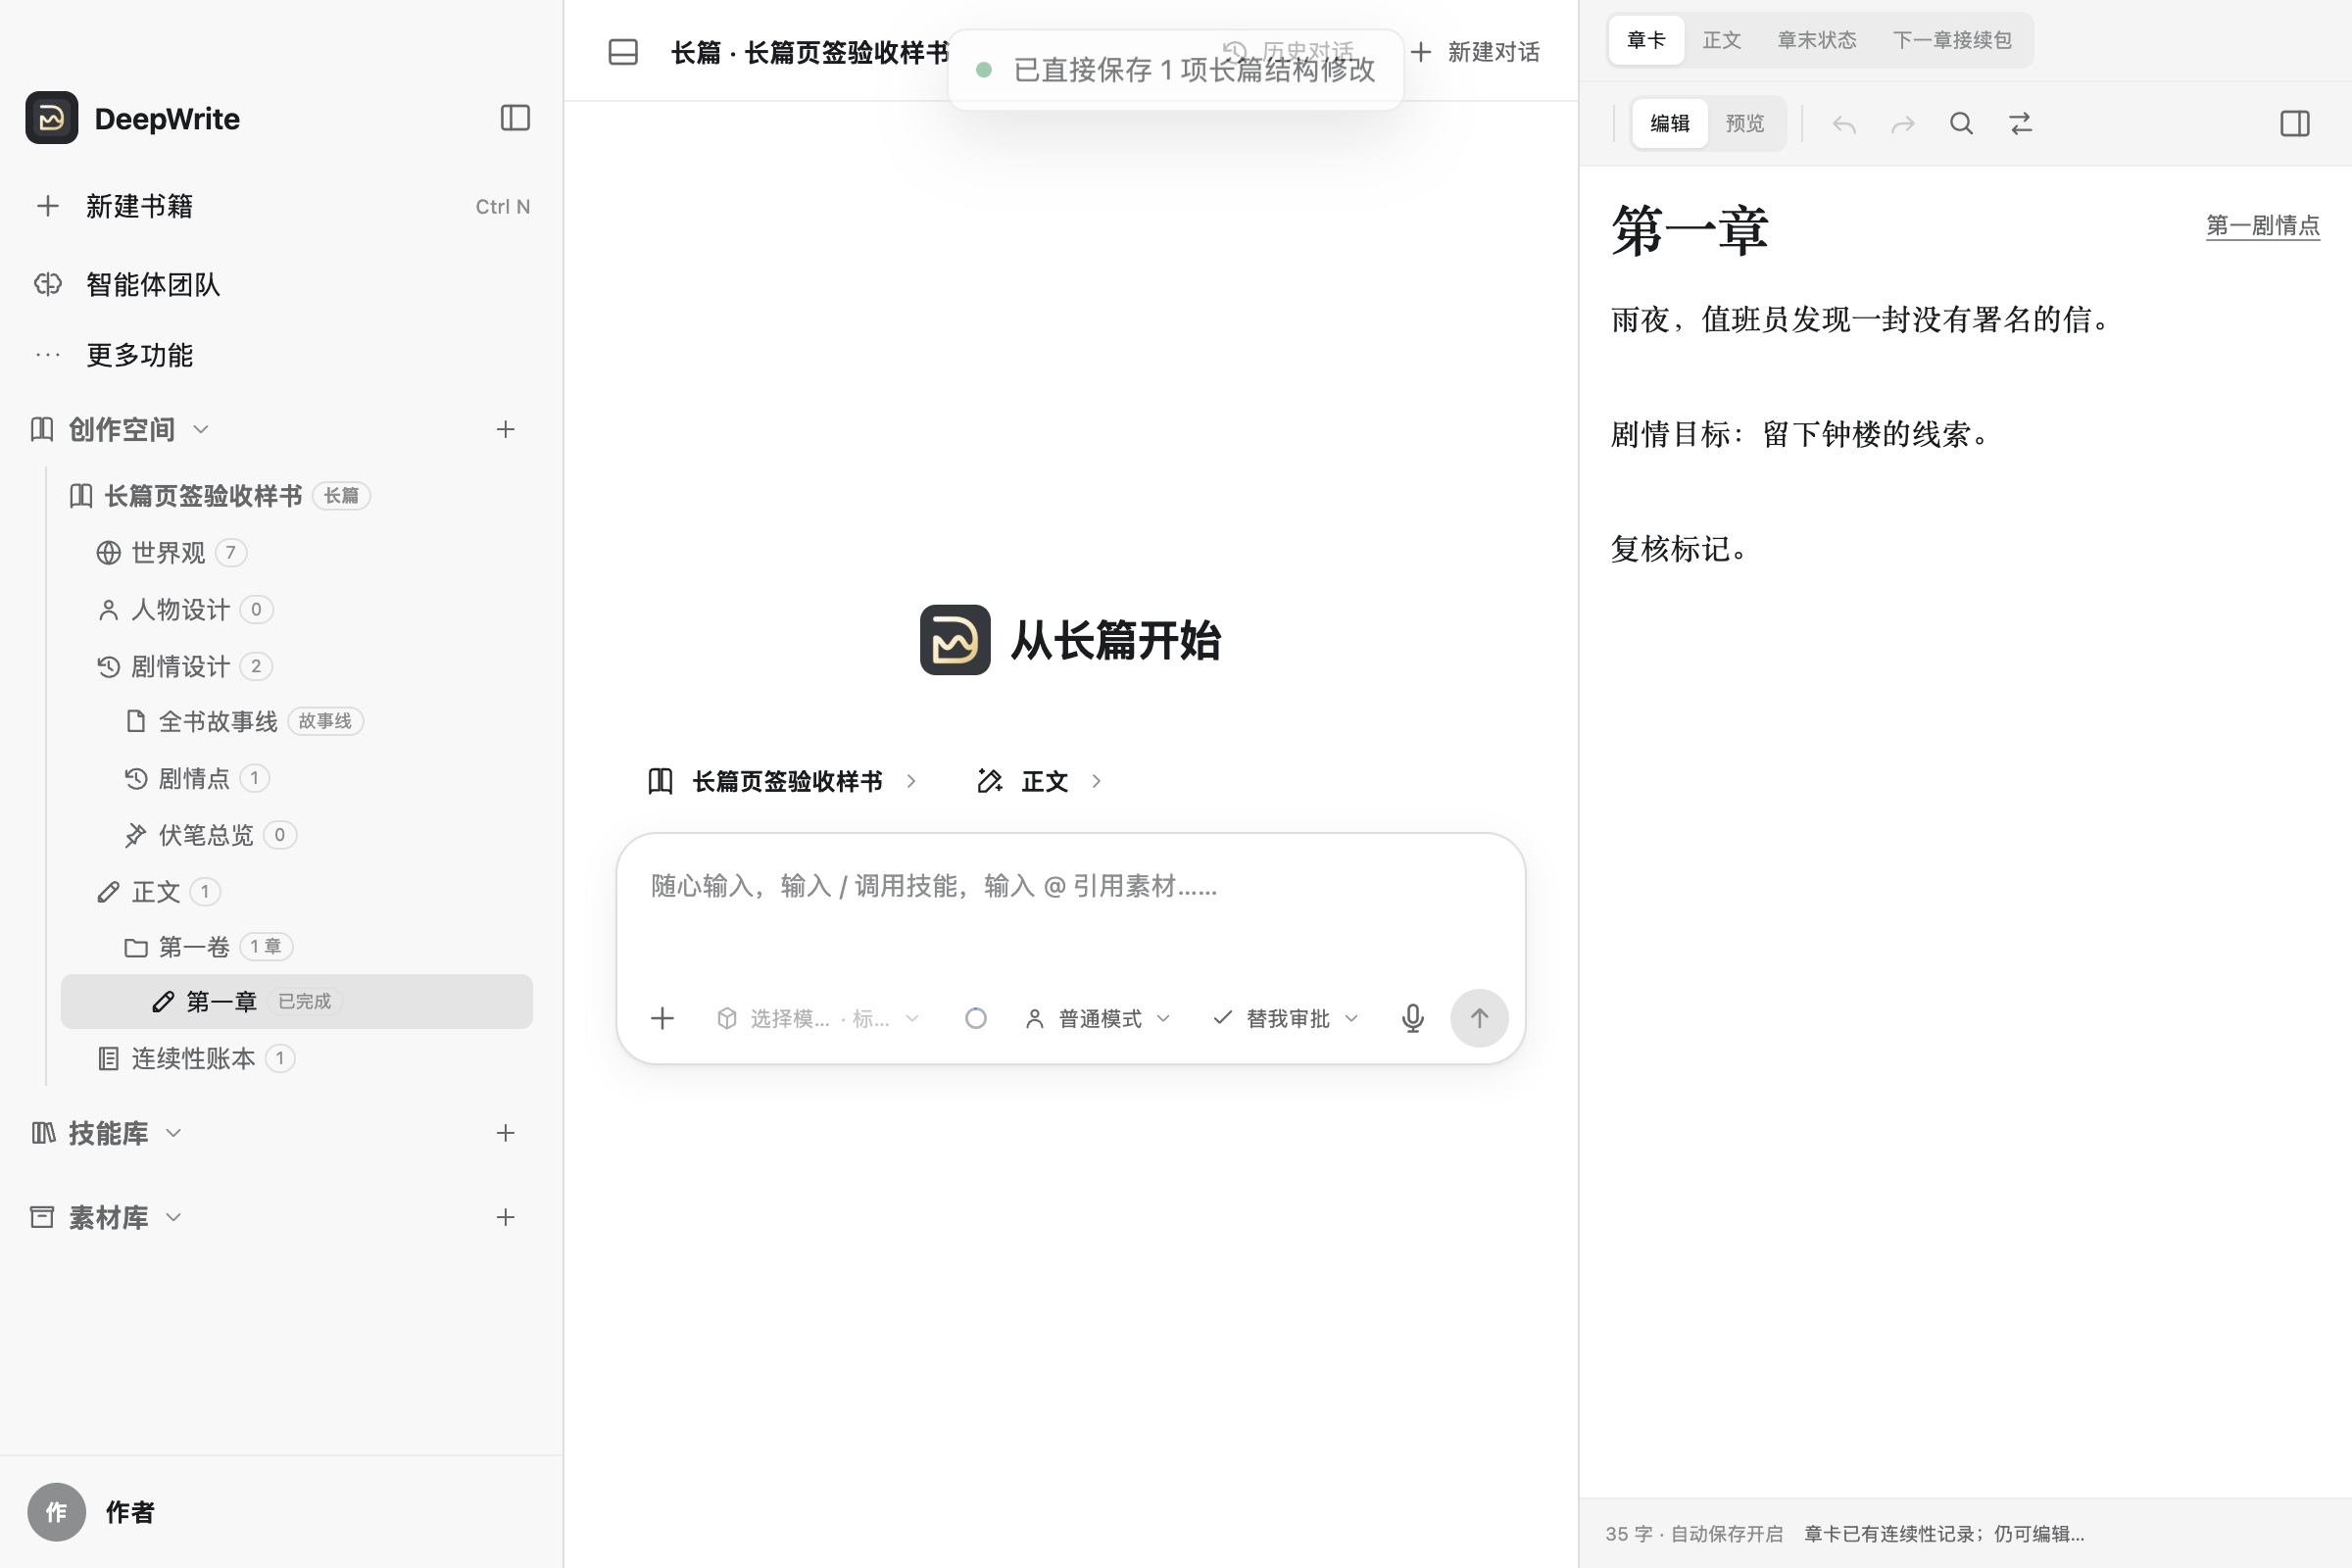 DeepWrite
新建书籍 Ctrl N
智能体团队
更多功能
创作空间
长篇页签验收样书 长篇
世界观 7
人物设计 0
剧情设计 2
全书故事线 故事线
剧情点 1
伏笔总览 0
正文 1
第一卷 1 章
第一章 已完成
连续性账本 1
技能库
素材库
作 作者
长篇 · 长篇页签验收样书
历史对话
新建对话
已直接保存 1 项长篇结构修改
从长篇开始
长篇页签验收样书 正文
随心输入，输入 / 调用技能，输入 @ 引用素材……
选择模… · 标… 普通模式 替我审批
章卡 正文 章末状态 下一章接续包
编辑 预览
第一章 第一剧情点
雨夜，值班员发现一封没有署名的信。
剧情目标：留下钟楼的线索。
复核标记。
35 字 · 自动保存开启 章卡已有连续性记录；仍可编辑…